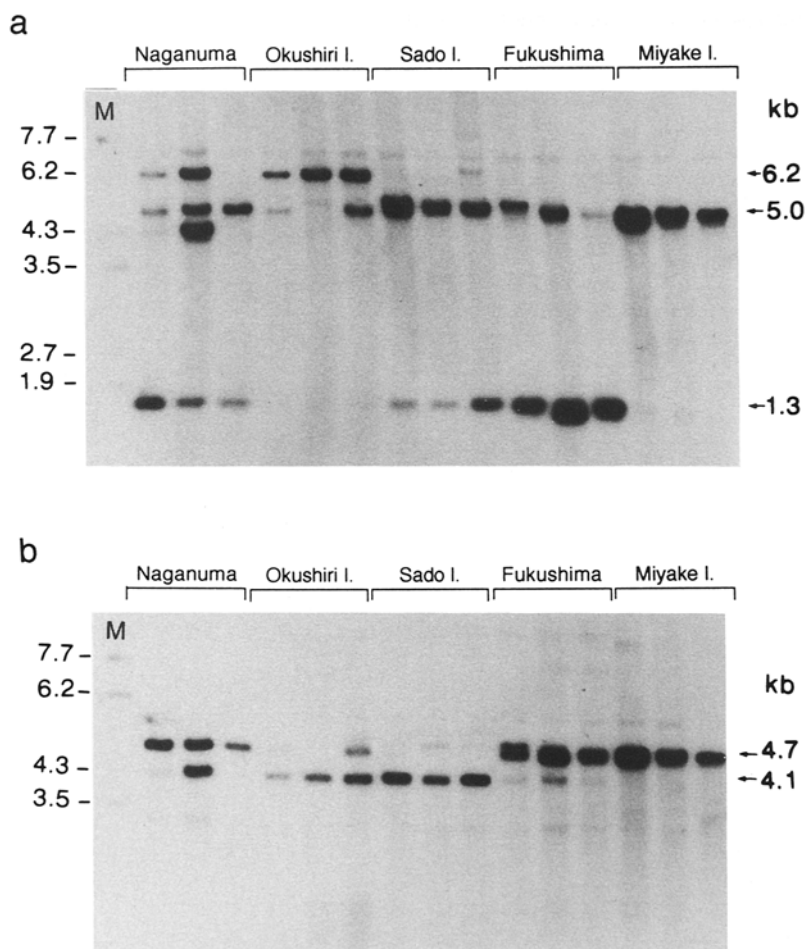 a
Naganuma Okushiri I. Sado I. Fukushima Miyake I.
M kb
7.7 –
6.2 – ←6.2
←5.0
4.3 –
3.5 –
2.7 –
1.9 –
←1.3
b
Naganuma Okushiri I. Sado I. Fukushima Miyake I.
M
7.7 –
6.2 – kb
←4.7
4.3 – ←4.1
3.5 –